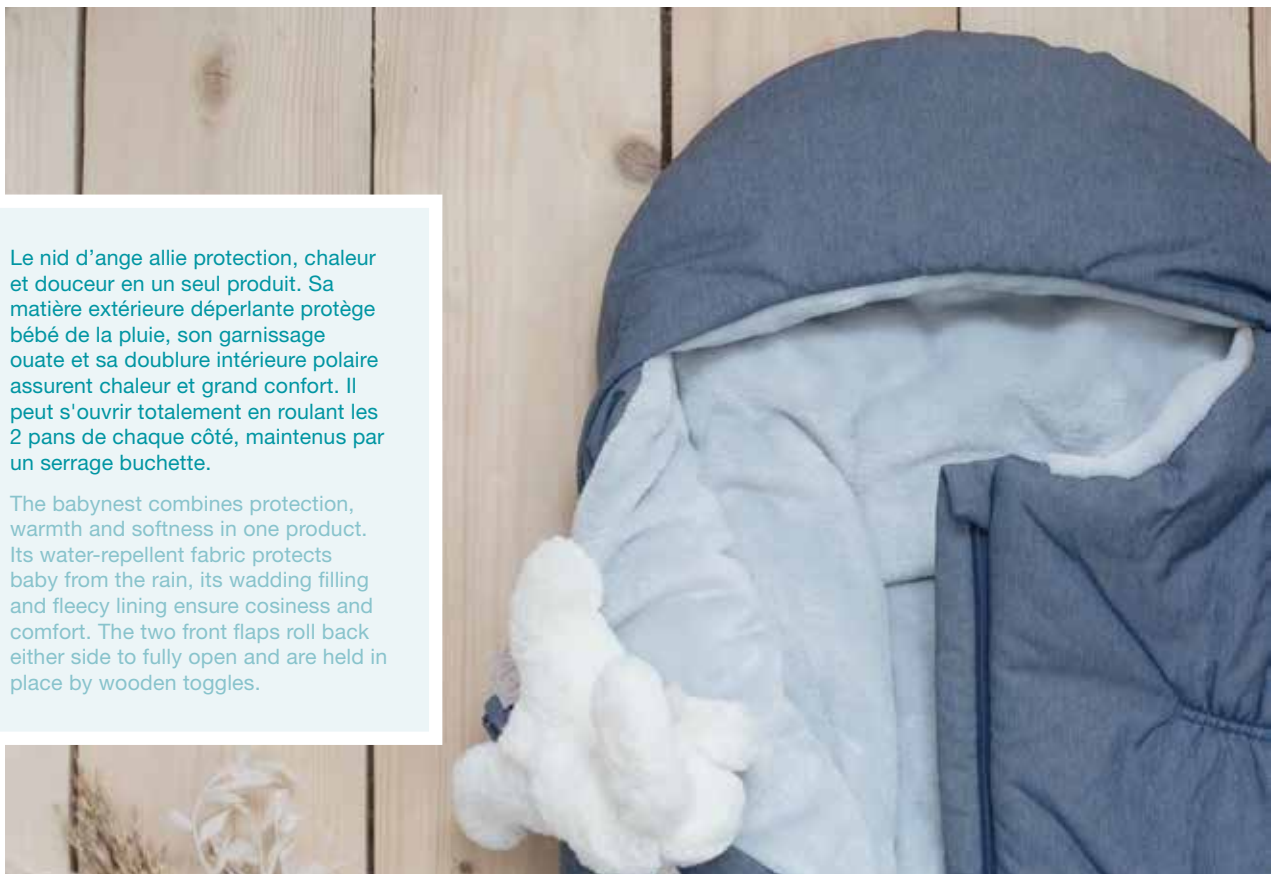 Le nid d’ange allie protection, chaleur
et douceur en un seul produit. Sa
matière extérieure déperlante protège
bébé de la pluie, son garnissage
ouate et sa doublure intérieure polaire
assurent chaleur et grand confort. Il
peut s'ouvrir totalement en roulant les
2 pans de chaque côté, maintenus par
un serrage buchette.
The babynest combines protection,
warmth and softness in one product.
Its water-repellent fabric protects
baby from the rain, its wadding filling
and fleecy lining ensure cosiness and
comfort. The two front flaps roll back
either side to fully open and are held in
place by wooden toggles.